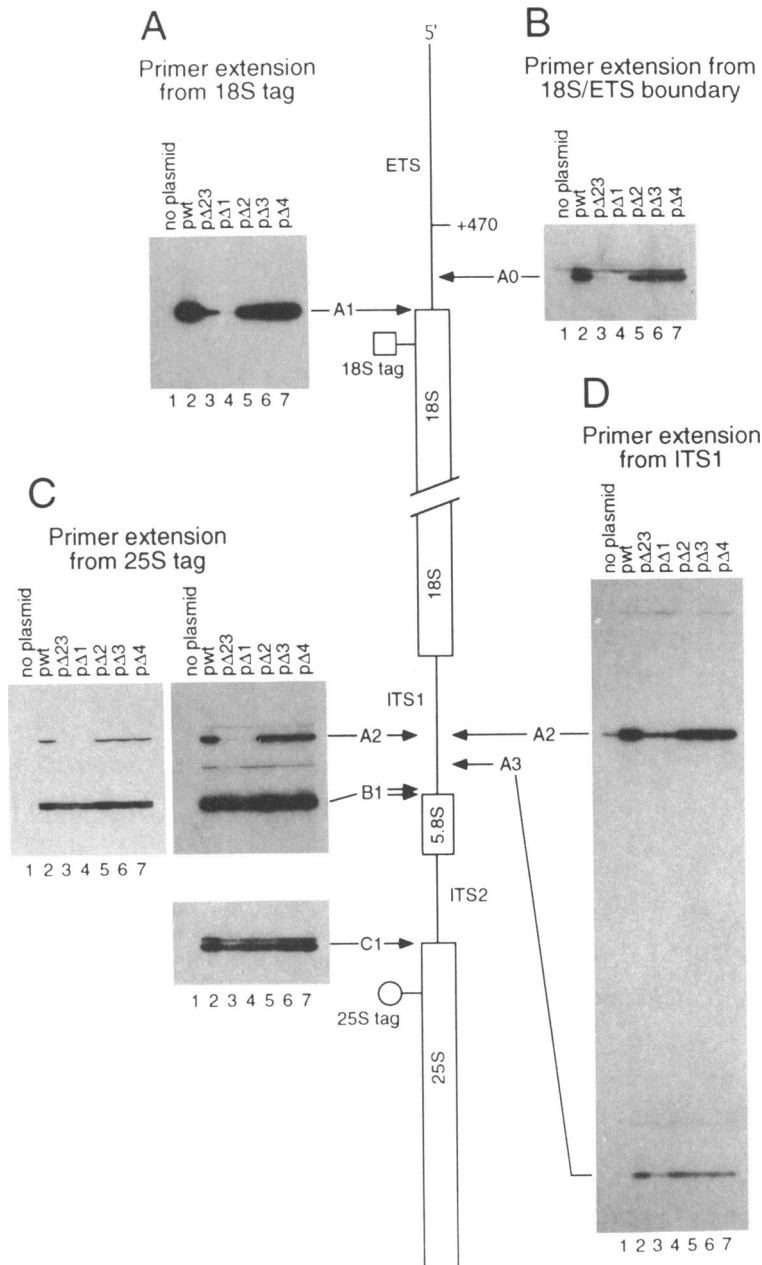 A
Primer extension
from 18S tag
no plasmid
pwt
pΔ23
pΔ1
pΔ2
pΔ3
pΔ4
1 2 3 4 5 6 7
5'
ETS
+470
A0
A1
18S tag
18S
18S
ITS1
A2
A2
A3
B1
5.8S
ITS2
C1
25S tag
25S
B
Primer extension from
18S/ETS boundary
no plasmid
pwt
pΔ23
pΔ1
pΔ2
pΔ3
pΔ4
1 2 3 4 5 6 7
C
Primer extension
from 25S tag
no plasmid
pwt
pΔ23
pΔ1
pΔ2
pΔ3
pΔ4
no plasmid
pwt
pΔ23
pΔ1
pΔ2
pΔ3
pΔ4
1 2 3 4 5 6 7
1 2 3 4 5 6 7
D
Primer extension
from ITS1
no plasmid
pwt
pΔ23
pΔ1
pΔ2
pΔ3
pΔ4
1 2 3 4 5 6 7